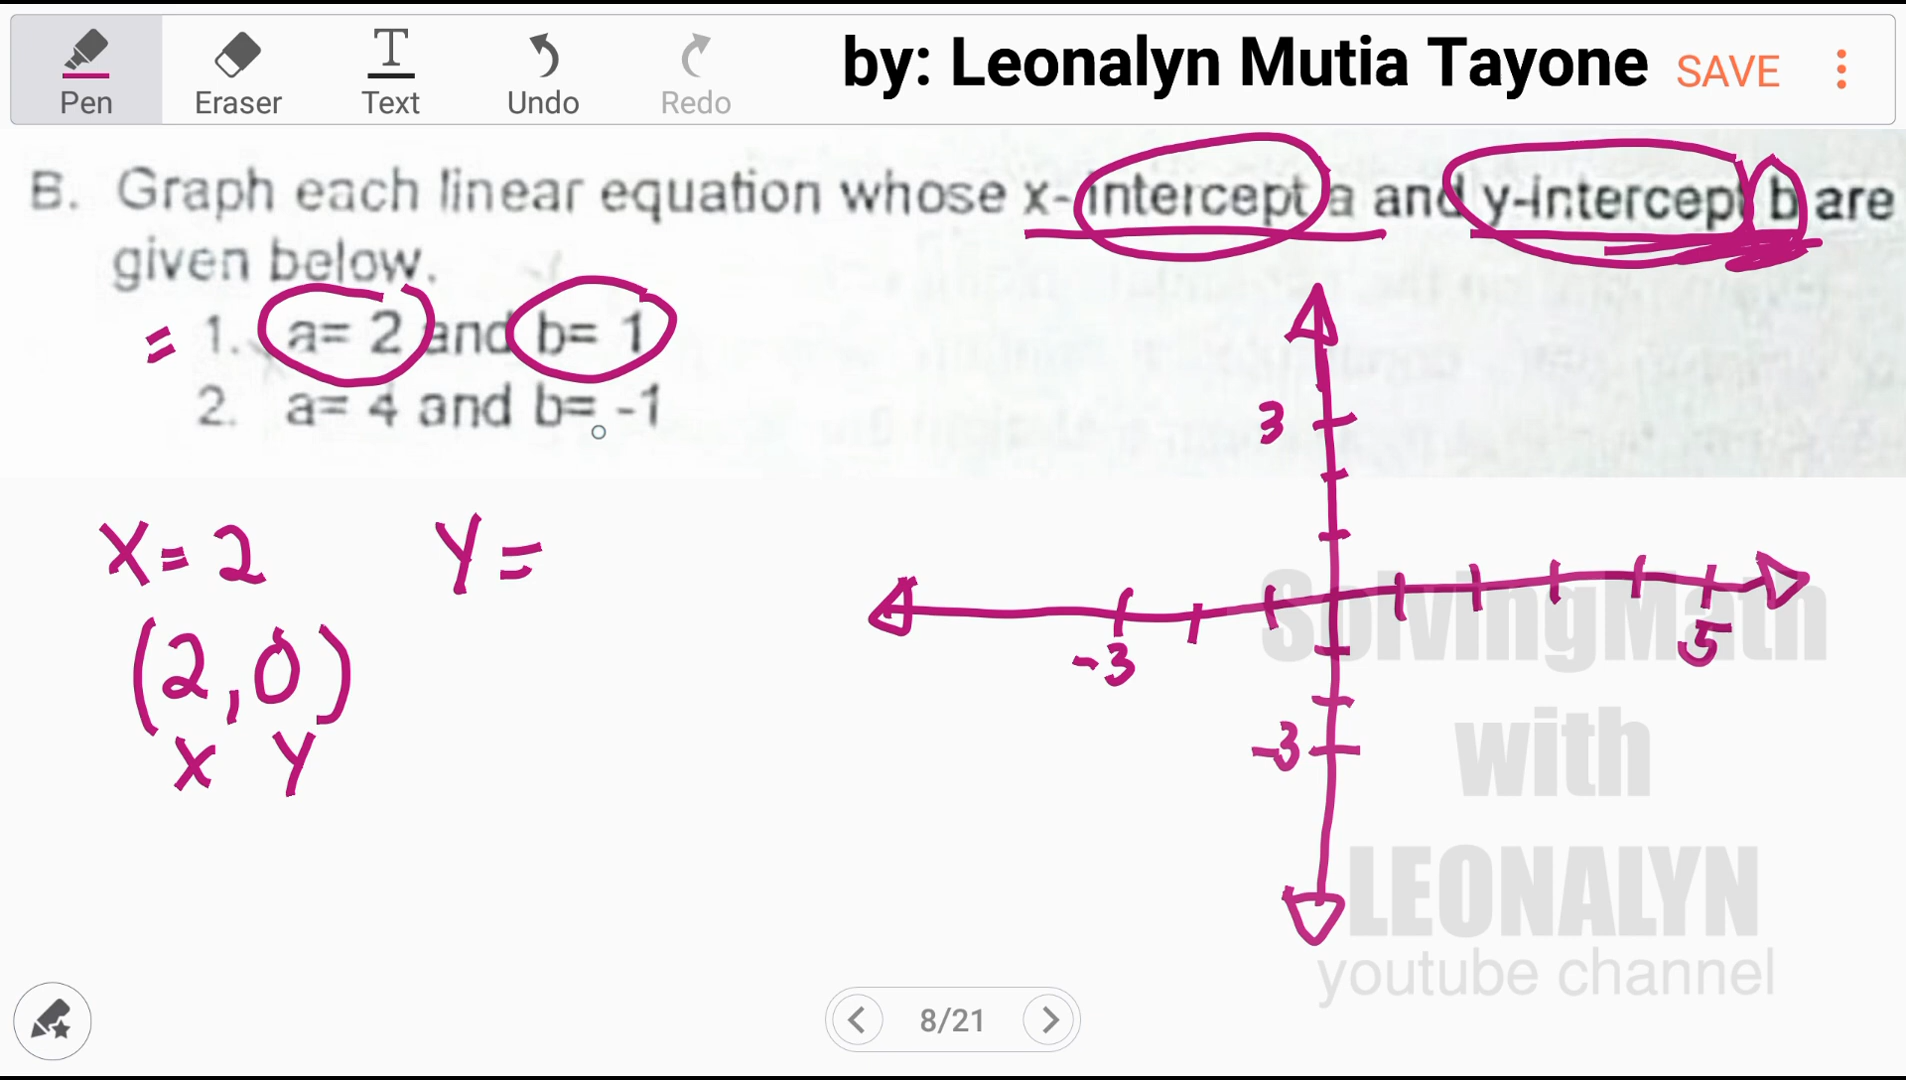 by: Leonalyn Mutia Tayone
SAVE
Pen
Eraser
Text
Undo
Redo
B. Graph each linear equation whose x-intercept a and y-intercept b are
given below.
= 1. a= 2 and b= 1
2. a= 4 and b= -1
X=2 Y=
(2,0)
X Y
3
-3
5
-3
SolvingMath
with
LEONALYN
youtube channel
8/21